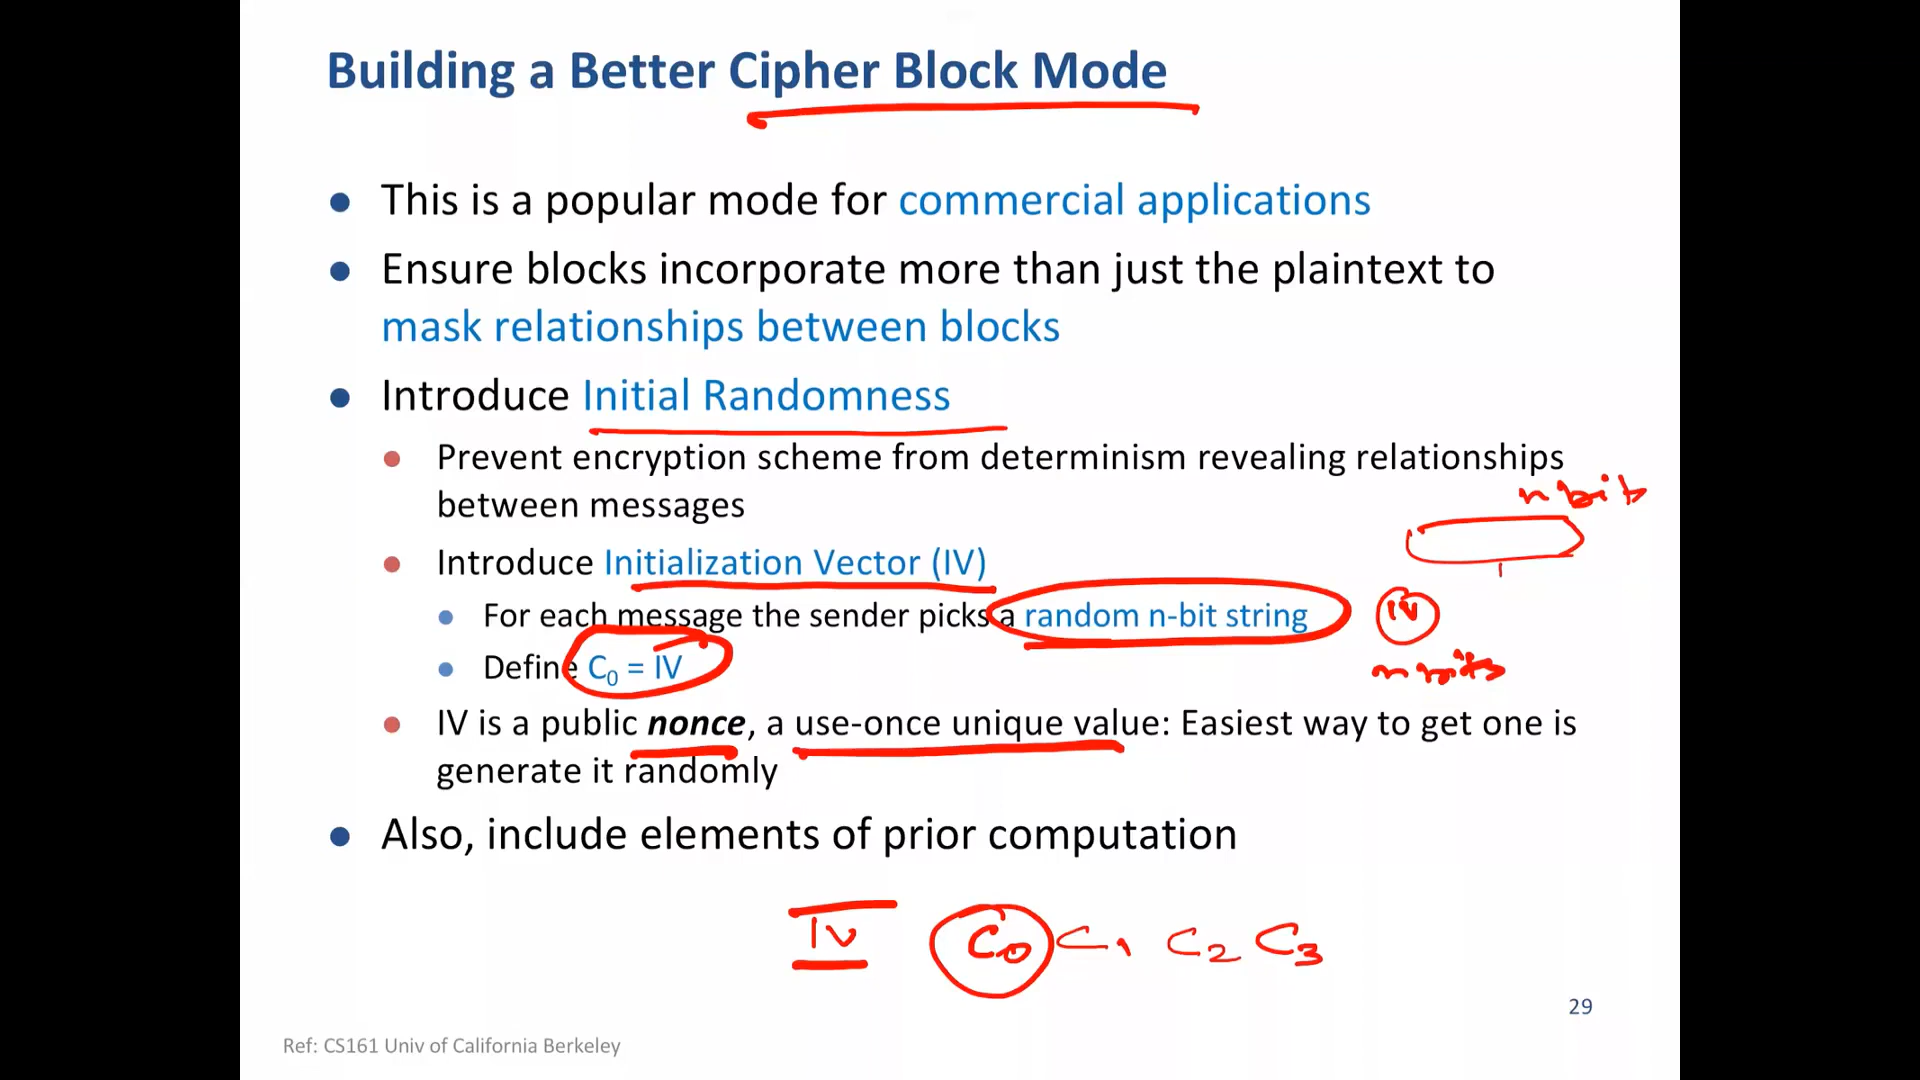 Building a Better Cipher Block Mode
This is a popular mode for commercial applications
Ensure blocks incorporate more than just the plaintext to
mask relationships between blocks
Introduce Initial Randomness
Prevent encryption scheme from determinism revealing relationships
between messages
n bit
Introduce Initialization Vector (IV)
For each message the sender picks a random n-bit string
IV
Define C₀ = IV
n bits
IV is a public nonce, a use-once unique value: Easiest way to get one is
generate it randomly
Also, include elements of prior computation
IV C₀ C₁ C₂ C₃
29
Ref: CS161 Univ of California Berkeley